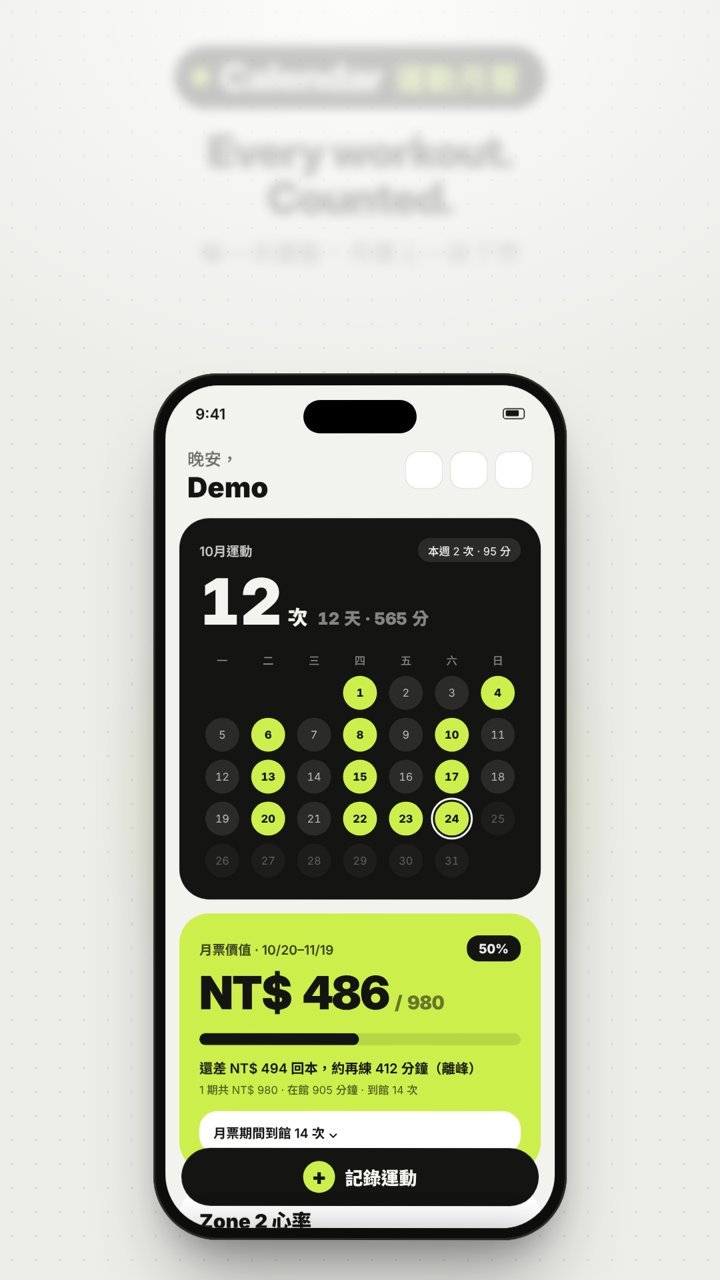 Calendar 運動月曆
Every workout.
Counted.
9:41
晚安，
Demo
10月運動
本週 2 次 · 95 分
12 次 12 天 · 565 分
一 二 三 四 五 六 日
1 2 3 4
5 6 7 8 9 10 11
12 13 14 15 16 17 18
19 20 21 22 23 24 25
26 27 28 29 30 31
月票價值 · 10/20–11/19
50%
NT$ 486 / 980
還差 NT$ 494 回本，約再練 412 分鐘（離峰）
1 期共 NT$ 980 · 在館 905 分鐘 · 到館 14 次
月票期間到館 14 次
+ 記錄運動
Zone 2 心率